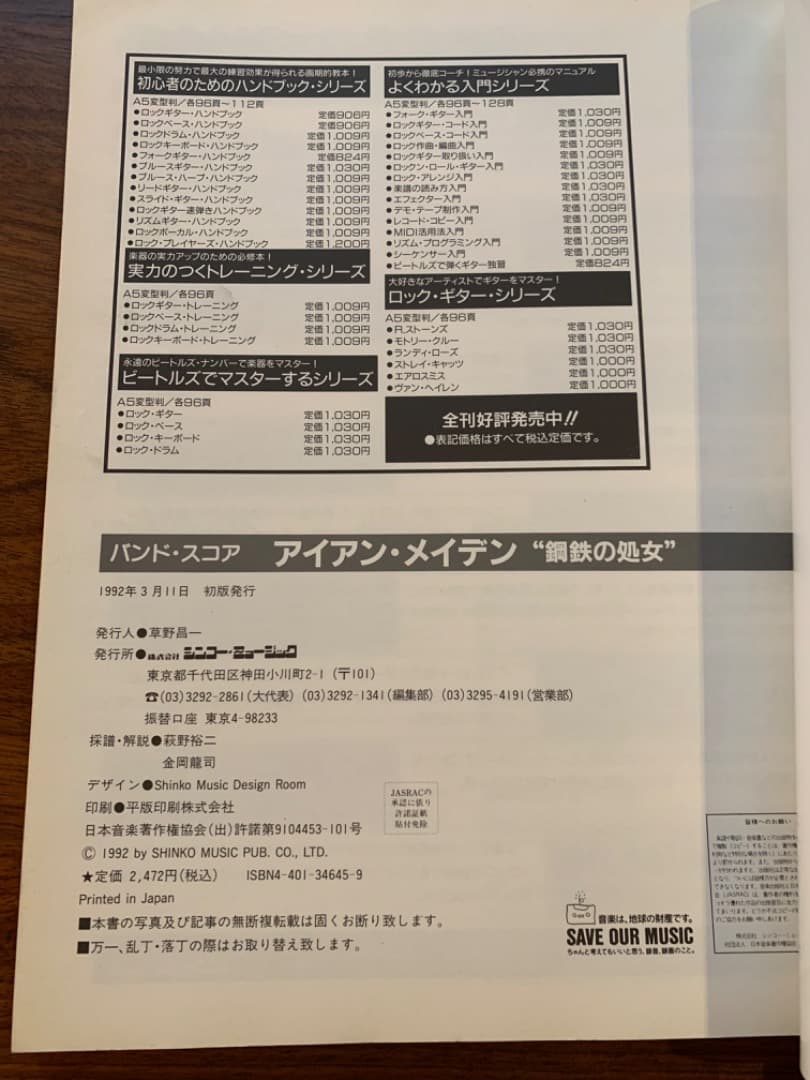 最小限の努力で最大の練習効果が得られる画期的教本！
初心者のためのハンドブック・シリーズ
A5変型判／各96頁～112頁
●ロックギター・ハンドブック 定価906円
●ロックベース・ハンドブック 定価906円
●ロックドラム・ハンドブック 定価1,009円
●ロックキーボード・ハンドブック 定価1,009円
●フォークギター・ハンドブック 定価824円
●ブルースギター・ハンドブック 定価1,030円
●ブルース・ハープ・ハンドブック 定価1,009円
●リードギター・ハンドブック 定価1,009円
●スライド・ギター・ハンドブック 定価1,009円
●ロックギター速弾きハンドブック 定価1,009円
●リズムギター・ハンドブック 定価1,009円
●ロックボーカル・ハンドブック 定価1,009円
●ロック・プレイヤーズ・ハンドブック 定価1,200円
楽器の実力アップのための必修本！
実力のつくトレーニング・シリーズ
A5変型判／各96頁
●ロックギター・トレーニング 定価1,009円
●ロックベース・トレーニング 定価1,009円
●ロックドラム・トレーニング 定価1,009円
●ロックキーボード・トレーニング 定価1,009円
永遠のビートルズ・ナンバーで楽器をマスター！
ビートルズでマスターするシリーズ
A5変型判／各96頁
●ロック・ギター 定価1,030円
●ロック・ベース 定価1,030円
●ロック・キーボード 定価1,030円
●ロック・ドラム 定価1,030円
初歩から徹底コーチ！ミュージシャン必携のマニュアル
よくわかる入門シリーズ
A5変型判／各96頁～128頁
●フォーク・ギター入門 定価1,030円
●ロックギター・コード入門 定価1,009円
●ロックベース・コード入門 定価1,009円
●ロック作曲・編曲入門 定価1,009円
●ロックギター取り扱い入門 定価1,009円
●ロックン・ロール・ギター入門 定価1,030円
●ロック・アレンジ入門 定価1,030円
●楽譜の読み方入門 定価1,030円
●エフェクター入門 定価1,030円
●デモ・テープ制作入門 定価1,009円
●レコード・コピー入門 定価1,009円
●MIDI活用法入門 定価1,009円
●リズム・プログラミング入門 定価1,009円
●シーケンサー入門 定価1,009円
●ビートルズで弾くギター独習 定価824円
大好きなアーティストでギターをマスター！
ロック・ギター・シリーズ
A5変型判／各96頁
●R.ストーンズ 定価1,030円
●モトリー・クルー 定価1,030円
●ランディ・ローズ 定価1,030円
●ストレイ・キャッツ 定価1,000円
●エアロスミス 定価1,000円
●ヴァン・ヘイレン 定価1,000円
全刊好評発売中!!
●表記価格はすべて税込定価です。
バンド・スコア アイアン・メイデン “鋼鉄の処女”
1992年3月11日 初版発行
発行人●草野昌一
発行所●株式会社シンコー・ミュージック
東京都千代田区神田小川町2-1（〒101）
☎(03)3292-2861（大代表）(03)3292-1341（編集部）(03)3295-4191（営業部）
振替口座 東京4-98233
採譜・解説●萩野裕二
金岡龍司
デザイン●Shinko Music Design Room
印刷●平版印刷株式会社
日本音楽著作権協会（出）許諾第9104453-101号
Ⓒ 1992 by SHINKO MUSIC PUB. CO., LTD.
★定価 2,472円（税込） ISBN4-401-34645-9
Printed in Japan
■本書の写真及び記事の無断複転載は固くお断り致します。
■万一、乱丁・落丁の際はお取り替え致します。
JASRACの
承認に依り
許諾証紙
貼付免除
音楽は、地球の財産です。
SAVE OUR MUSIC
ちゃんと考えてもいいと思う、録音、録画のこと。
皆様へのお願い